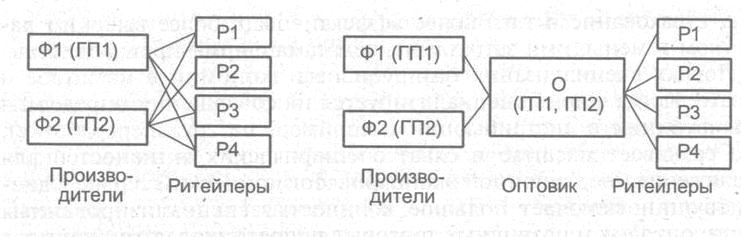 Ф1 (ГП1)
Ф2 (ГП2)
Р1
Р2
Р3
Р4
Произво-
дители
Ритейлеры
Ф1 (ГП1)
Ф2 (ГП2)
О
(ГП1, ГП2)
Р1
Р2
Р3
Р4
Произво-
дители
Оптовик
Ритейлеры